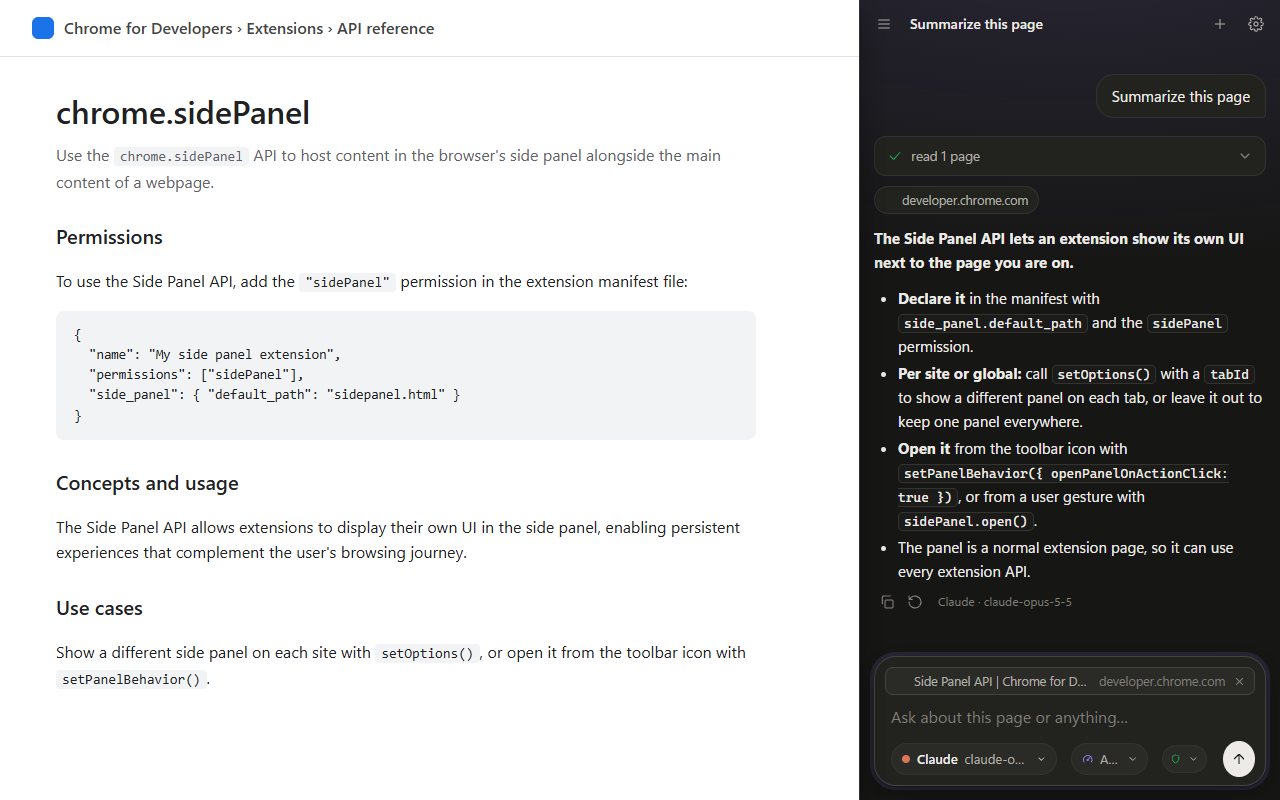 Chrome for Developers › Extensions › API reference
chrome.sidePanel
Use the chrome.sidePanel API to host content in the browser's side panel alongside the main
content of a webpage.
Permissions
To use the Side Panel API, add the "sidePanel" permission in the extension manifest file:
{
"name": "My side panel extension",
"permissions": ["sidePanel"],
"side_panel": { "default_path": "sidepanel.html" }
}
Concepts and usage
The Side Panel API allows extensions to display their own UI in the side panel, enabling persistent
experiences that complement the user's browsing journey.
Use cases
Show a different side panel on each site with setOptions(), or open it from the toolbar icon with
setPanelBehavior().
Summarize this page
Summarize this page
read 1 page
developer.chrome.com
The Side Panel API lets an extension show its own UI
next to the page you are on.
• Declare it in the manifest with
side_panel.default_path and the sidePanel
permission.
• Per site or global: call setOptions() with a tabId
to show a different panel on each tab, or leave it out to
keep one panel everywhere.
• Open it from the toolbar icon with
setPanelBehavior({ openPanelOnActionClick:
true }), or from a user gesture with
sidePanel.open().
• The panel is a normal extension page, so it can use
every extension API.
Claude · claude-opus-5-5
Side Panel API | Chrome for D... developer.chrome.com ×
Ask about this page or anything...
Claude claude-o... A...